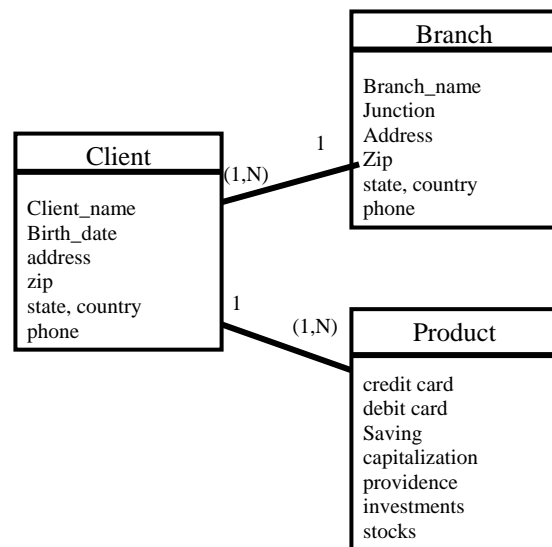 Branch
Branch_name
Junction
Address
Zip
state, country
phone
1
(1,N)
Client
Client_name
Birth_date
address
zip
state, country
phone
1
(1,N)
Product
credit card
debit card
Saving
capitalization
providence
investments
stocks